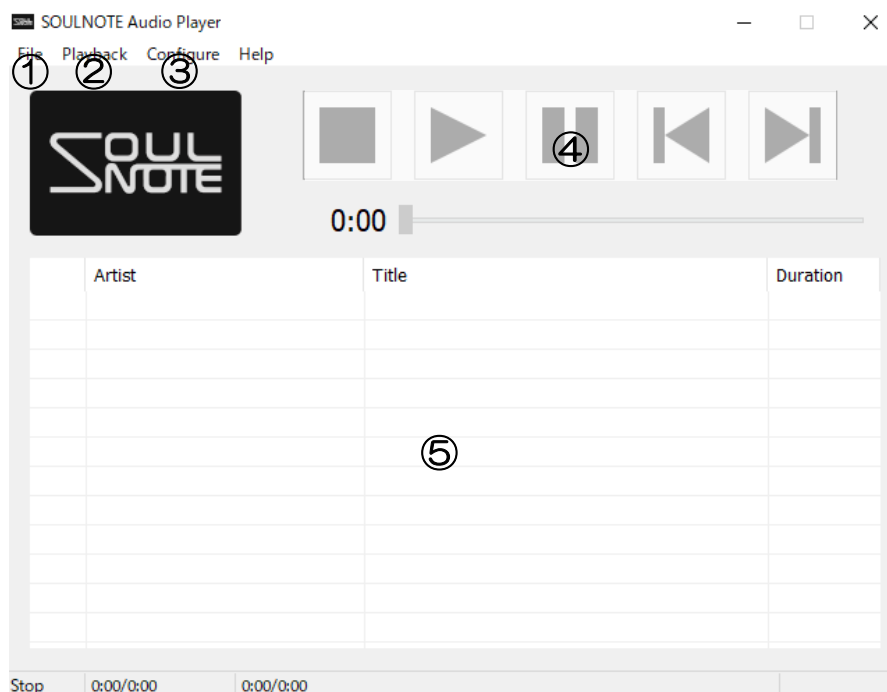 SOULNOTE Audio Player
File Playback Configure Help
① ② ③
SOUL
NOTE
④
0:00
Artist Title Duration
⑤
Stop 0:00/0:00 0:00/0:00